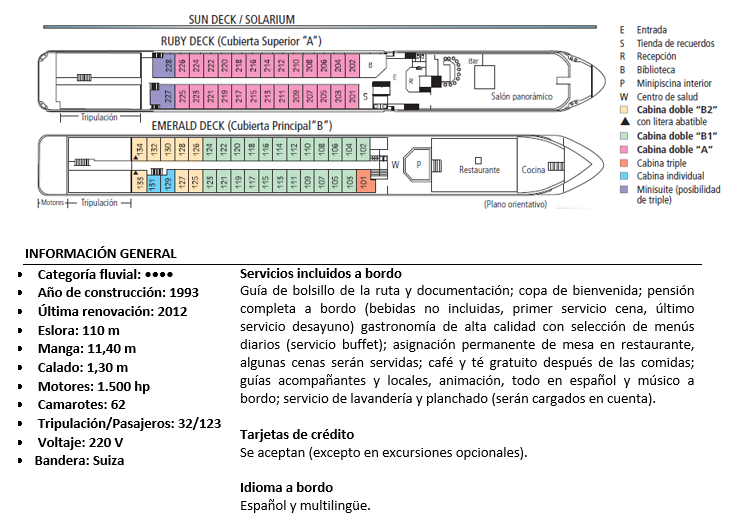 SUN DECK / SOLARIUM
RUBY DECK (Cubierta Superior "A")
228 226 224 222 220 218 216 214 212 210 208 206 204 202
B
E
R
Bar
227 225 223 221 219 217 215 213 211 209 207 205 203 201
S
Salón panorámico
Tripulación
EMERALD DECK (Cubierta Principal"B")
134 132 130 128 126 124 122 120 118 116 114 112 110 108 106 104 102
W
P
Restaurante
Cocina
133 131 129 127 125 123 121 119 117 115 113 111 109 107 105 103 101
Motores
Tripulación
(Plano orientativo)
E Entrada
S Tienda de recuerdos
R Recepción
B Biblioteca
P Minipiscina interior
W Centro de salud
Cabina doble "B2"
▲ con litera abatible
Cabina doble "B1"
Cabina doble "A"
Cabina triple
Cabina individual
Minisuite (posibilidad
de triple)
INFORMACIÓN GENERAL
• Categoría fluvial: ●●●●
• Año de construcción: 1993
• Última renovación: 2012
• Eslora: 110 m
• Manga: 11,40 m
• Calado: 1,30 m
• Motores: 1.500 hp
• Camarotes: 62
• Tripulación/Pasajeros: 32/123
• Voltaje: 220 V
• Bandera: Suiza
Servicios incluidos a bordo
Guía de bolsillo de la ruta y documentación; copa de bienvenida; pensión
completa a bordo (bebidas no incluidas, primer servicio cena, último
servicio desayuno) gastronomía de alta calidad con selección de menús
diarios (servicio buffet); asignación permanente de mesa en restaurante,
algunas cenas serán servidas; café y té gratuito después de las comidas;
guías acompañantes y locales, animación, todo en español y músico a
bordo; servicio de lavandería y planchado (serán cargados en cuenta).
Tarjetas de crédito
Se aceptan (excepto en excursiones opcionales).
Idioma a bordo
Español y multilingüe.